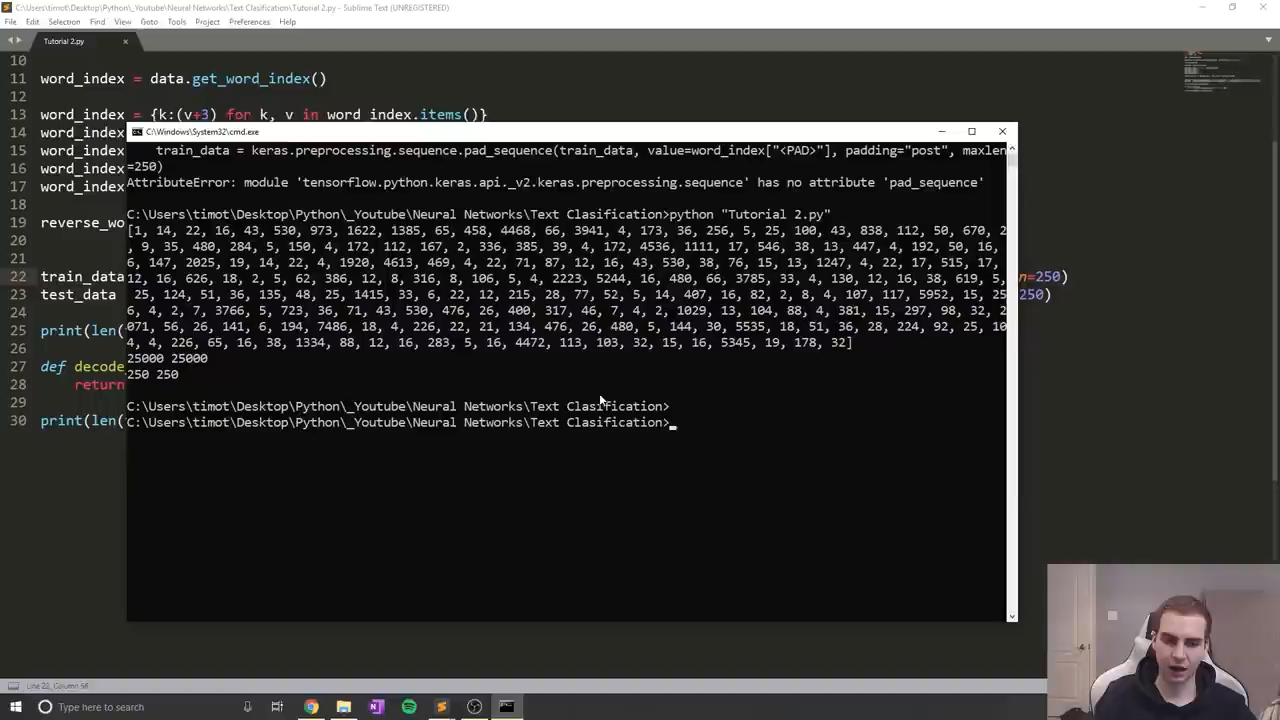 C:\Users\timot\Desktop\Python\_Youtube\Neural Networks\Text Clasification\Tutorial 2.py - Sublime Text (UNREGISTERED)
File Edit Selection Find View Goto Tools Project Preferences Help
Tutorial 2.py
10
11 word_index = data.get_word_index()
12
13 word_index = {k:(v+3) for k, v in word_index.items()}
14 word_index
15 word_index
16 word_index
17 word_index
18
19 reverse_wo
20
21
22 train_data n=250)
23 test_data 250)
24
25 print(len(
26
27 def decode
28 return
29
30 print(len(
C:\Windows\System32\cmd.exe
train_data = keras.preprocessing.sequence.pad_sequence(train_data, value=word_index["<PAD>"], padding="post", maxlen
=250)
AttributeError: module 'tensorflow.python.keras.api._v2.keras.preprocessing.sequence' has no attribute 'pad_sequence'
C:\Users\timot\Desktop\Python\_Youtube\Neural Networks\Text Clasification>python "Tutorial 2.py"
[1, 14, 22, 16, 43, 530, 973, 1622, 1385, 65, 458, 4468, 66, 3941, 4, 173, 36, 256, 5, 25, 100, 43, 838, 112, 50, 670, 2
, 9, 35, 480, 284, 5, 150, 4, 172, 112, 167, 2, 336, 385, 39, 4, 172, 4536, 1111, 17, 546, 38, 13, 447, 4, 192, 50, 16,
6, 147, 2025, 19, 14, 22, 4, 1920, 4613, 469, 4, 22, 71, 87, 12, 16, 43, 530, 38, 76, 15, 13, 1247, 4, 22, 17, 515, 17,
12, 16, 626, 18, 2, 5, 62, 386, 12, 8, 316, 8, 106, 5, 4, 2223, 5244, 16, 480, 66, 3785, 33, 4, 130, 12, 16, 38, 619, 5,
25, 124, 51, 36, 135, 48, 25, 1415, 33, 6, 22, 12, 215, 28, 77, 52, 5, 14, 407, 16, 82, 2, 8, 4, 107, 117, 5952, 15, 25
6, 4, 2, 7, 3766, 5, 723, 36, 71, 43, 530, 476, 26, 400, 317, 46, 7, 4, 2, 1029, 13, 104, 88, 4, 381, 15, 297, 98, 32, 2
071, 56, 26, 141, 6, 194, 7486, 18, 4, 226, 22, 21, 134, 476, 26, 480, 5, 144, 30, 5535, 18, 51, 36, 28, 224, 92, 25, 10
4, 4, 226, 65, 16, 38, 1334, 88, 12, 16, 283, 5, 16, 4472, 113, 103, 32, 15, 16, 5345, 19, 178, 32]
25000 25000
250 250
C:\Users\timot\Desktop\Python\_Youtube\Neural Networks\Text Clasification>
C:\Users\timot\Desktop\Python\_Youtube\Neural Networks\Text Clasification>
Line 22, Column 56
Type here to search